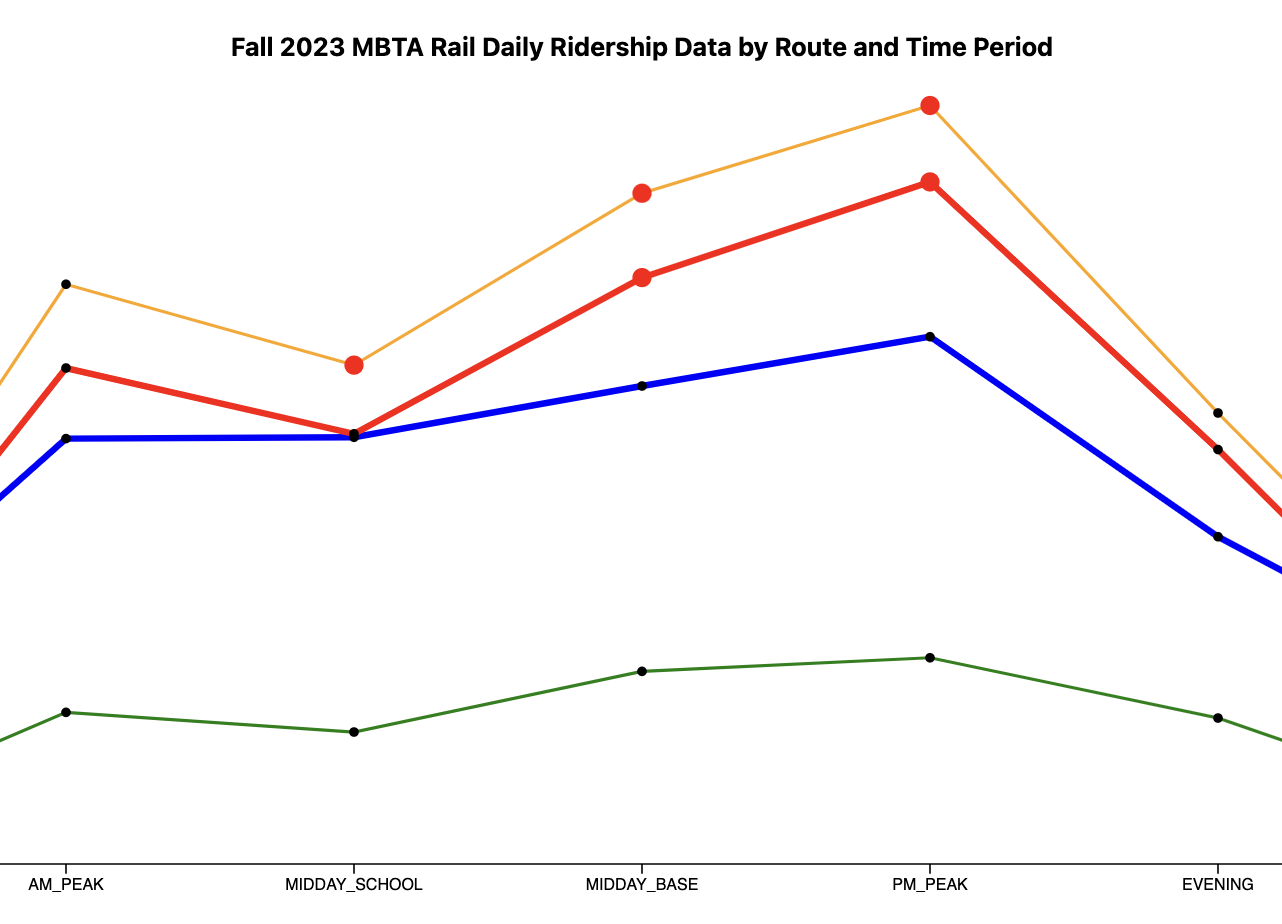 Fall 2023 MBTA Rail Daily Ridership Data by Route and Time Period
AM_PEAK MIDDAY_SCHOOL MIDDAY_BASE PM_PEAK EVENING